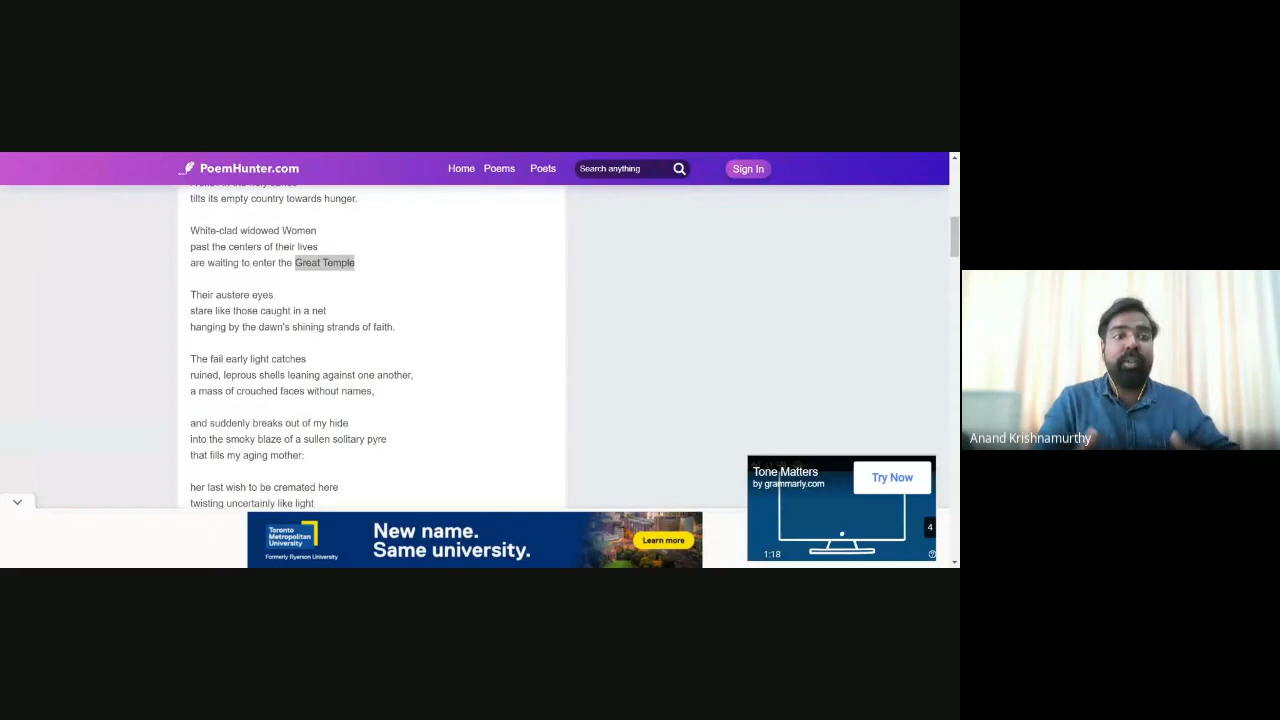 PoemHunter.com
Home Poems Poets Search anything Sign In
tilts its empty country towards hunger.
White-clad widowed Women
past the centers of their lives
are waiting to enter the Great Temple
Their austere eyes
stare like those caught in a net
hanging by the dawn's shining strands of faith.
The fail early light catches
ruined, leprous shells leaning against one another,
a mass of crouched faces without names,
and suddenly breaks out of my hide
into the smoky blaze of a sullen solitary pyre
that fills my aging mother:
her last wish to be cremated here
twisting uncertainly like light
Tone Matters
by grammarly.com
Try Now
4
1:18
Toronto
Metropolitan
University
Formerly Ryerson University
New name.
Same university.
Learn more
Anand Krishnamurthy